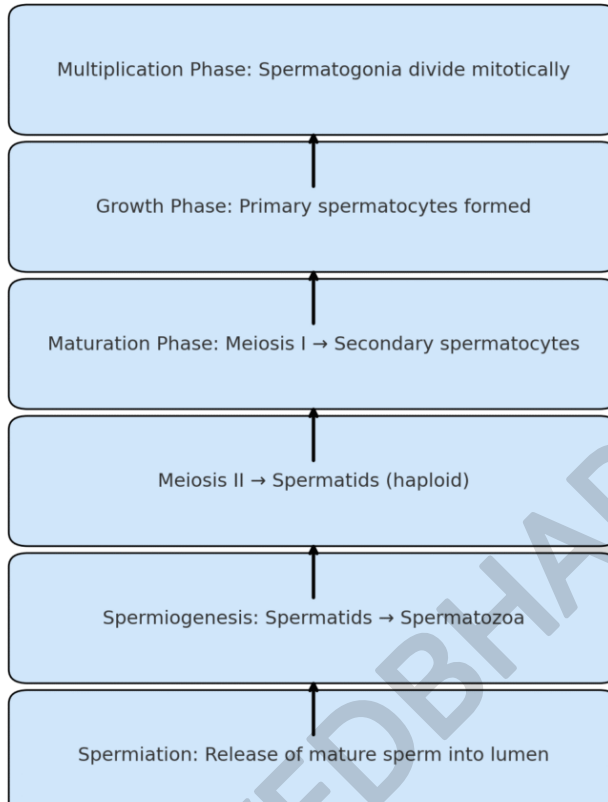 Multiplication Phase: Spermatogonia divide mitotically
Growth Phase: Primary spermatocytes formed
Maturation Phase: Meiosis I → Secondary spermatocytes
Meiosis II → Spermatids (haploid)
Spermiogenesis: Spermatids → Spermatozoa
Spermiation: Release of mature sperm into lumen